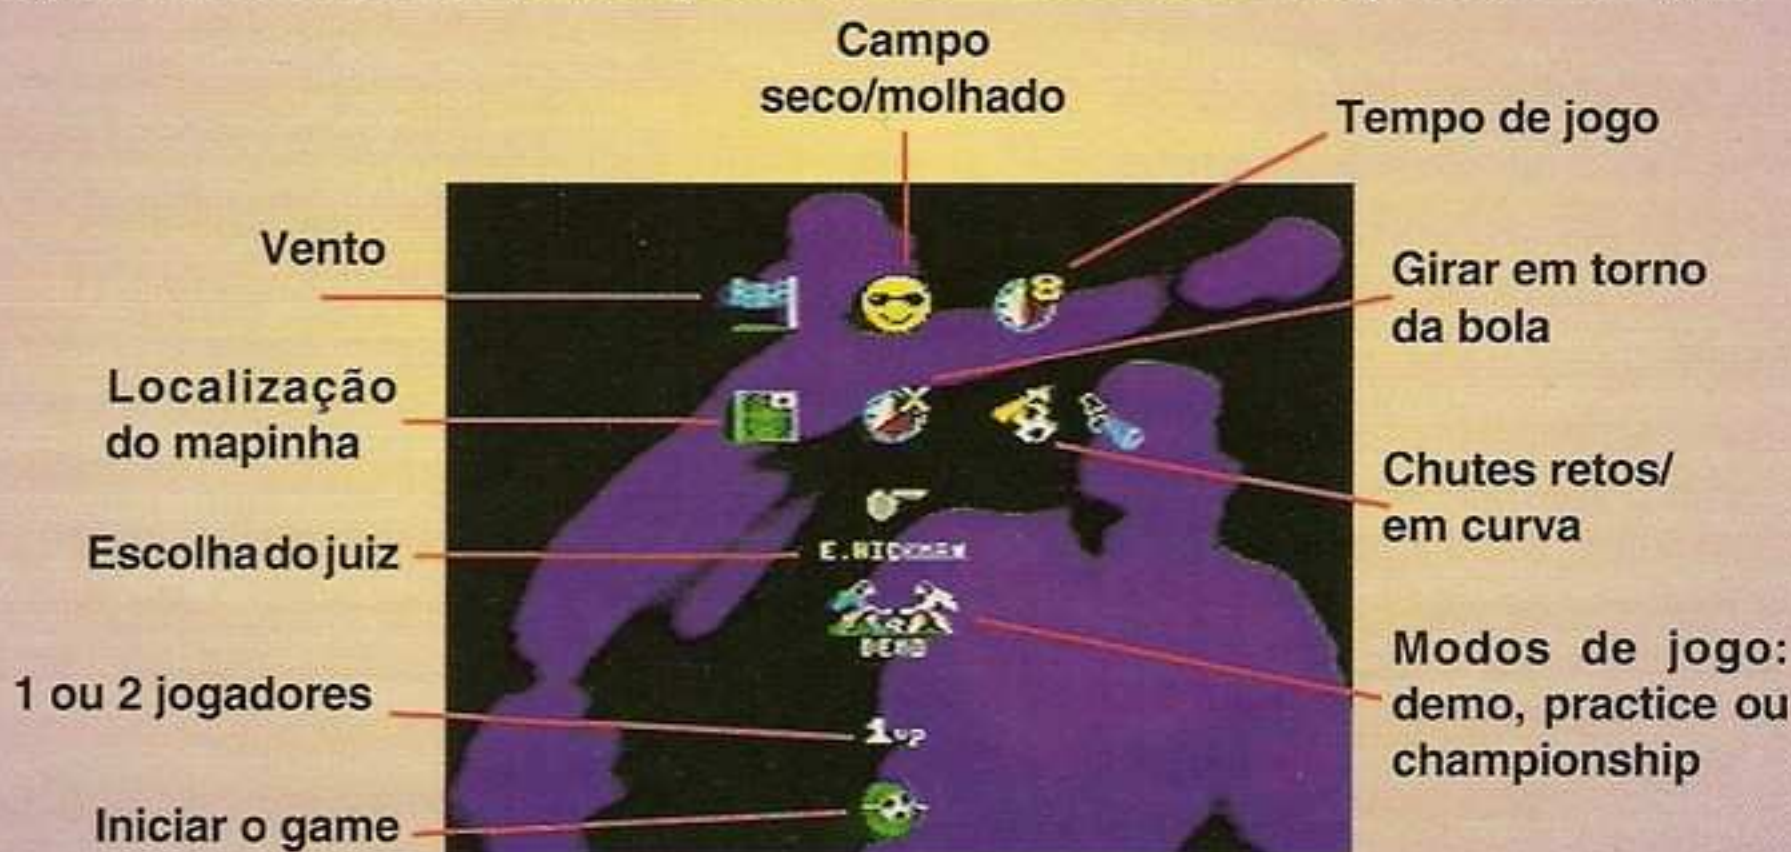 Campo
seco/molhado
Tempo de jogo
Vento
Girar em torno
da bola
Localização
do mapinha
Chutes retos/
em curva
Escolha do juiz
E.HICKMAN
Modos de jogo:
demo, practice ou
championship
DEMO
1 ou 2 jogadores
1UP
Iniciar o game